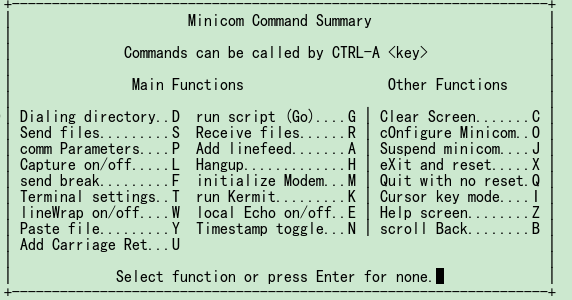 Minicom Command Summary
Commands can be called by CTRL-A <key>
Main Functions Other Functions
Dialing directory..D run script (Go)....G | Clear Screen.......C
Send files.........S Receive files......R | cOnfigure Minicom..O
comm Parameters....P Add linefeed.......A | Suspend minicom....J
Capture on/off.....L Hangup.............H | eXit and reset.....X
send break.........F initialize Modem...M | Quit with no reset.Q
Terminal settings..T run Kermit.........K | Cursor key mode....I
lineWrap on/off....W local Echo on/off..E | Help screen........Z
Paste file.........Y Timestamp toggle...N | scroll Back........B
Add Carriage Ret...U
Select function or press Enter for none.